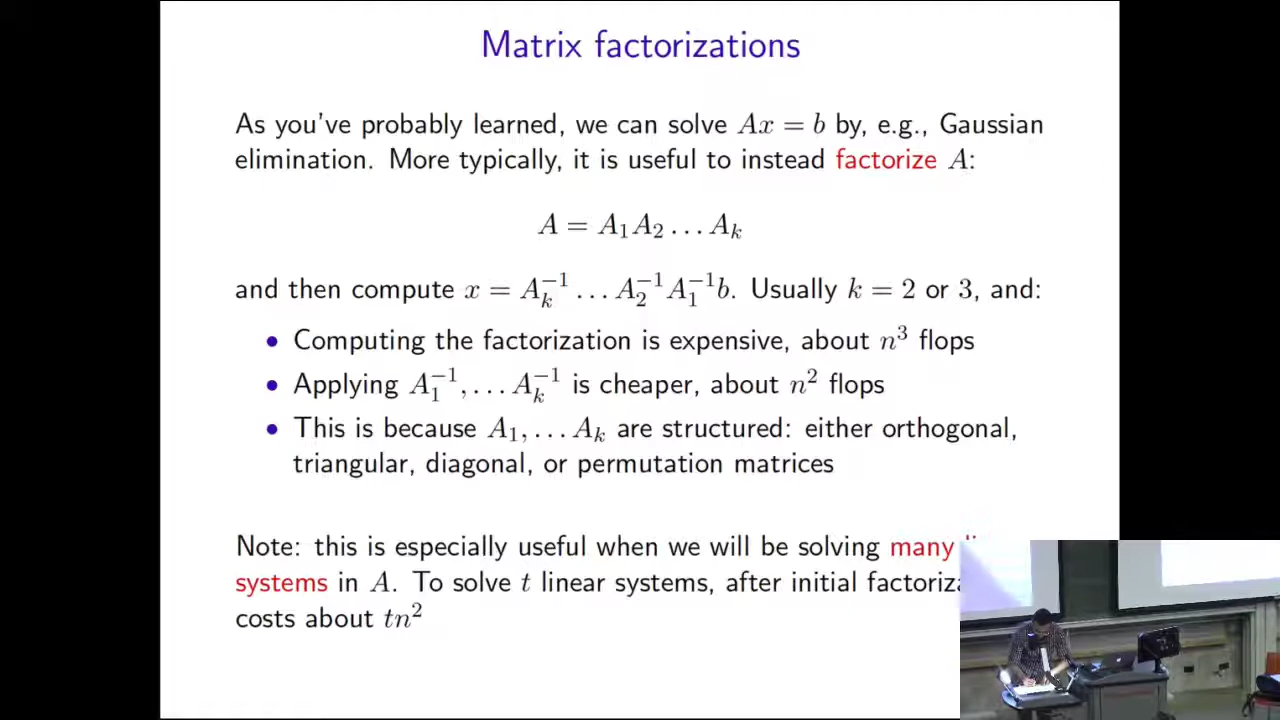 Matrix factorizations
As you've probably learned, we can solve Ax = b by, e.g., Gaussian
elimination. More typically, it is useful to instead factorize A:
A = A₁A₂ . . . Aₖ
and then compute x = Aₖ⁻¹ . . . A₂⁻¹A₁⁻¹b. Usually k = 2 or 3, and:
• Computing the factorization is expensive, about n³ flops
• Applying A₁⁻¹, . . . Aₖ⁻¹ is cheaper, about n² flops
• This is because A₁, . . . Aₖ are structured: either orthogonal,
triangular, diagonal, or permutation matrices
Note: this is especially useful when we will be solving many
systems in A. To solve t linear systems, after initial
costs about tn²